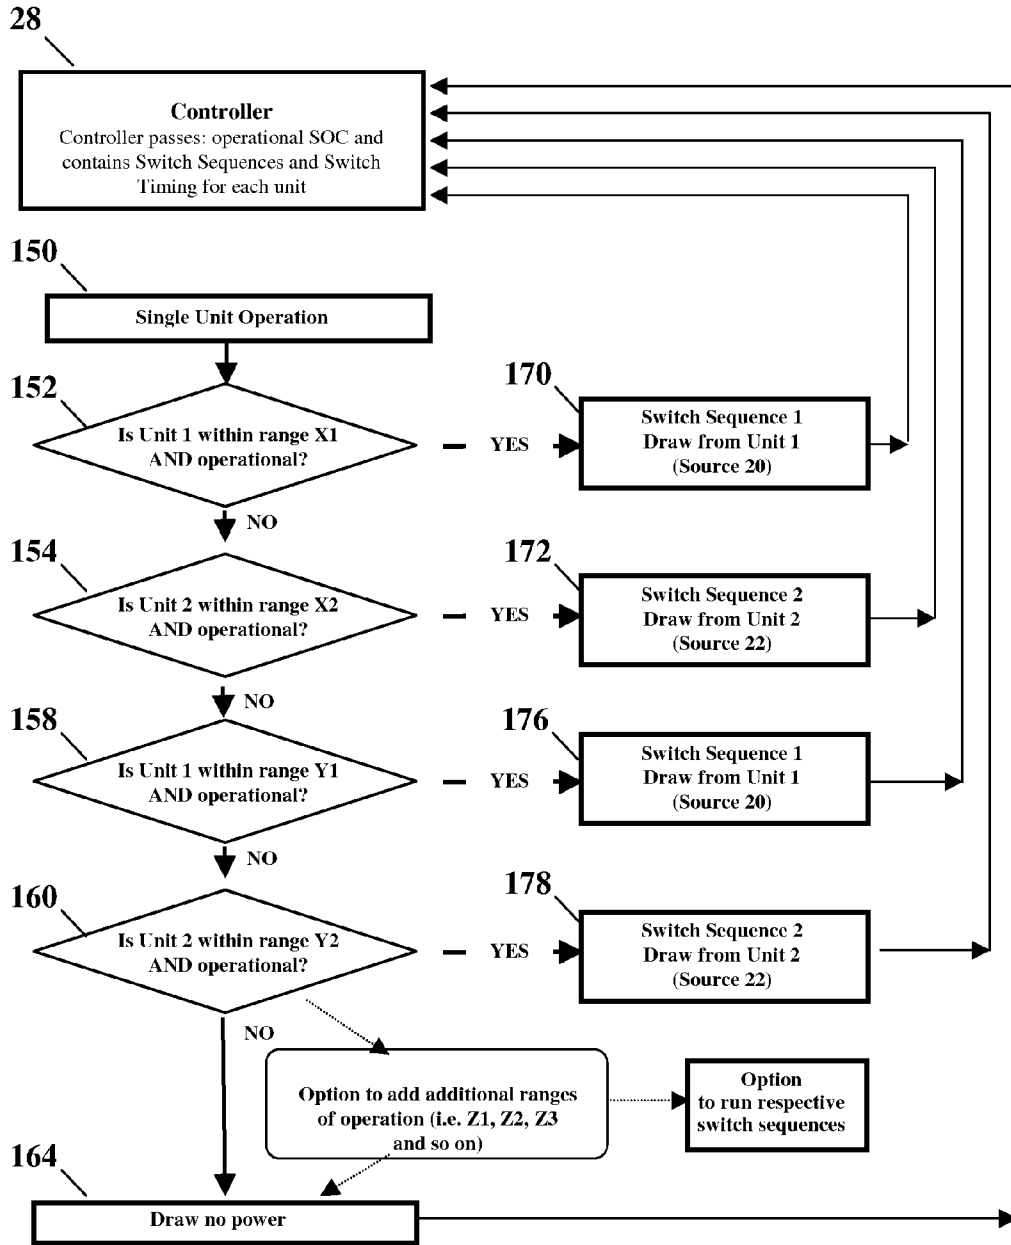 28
Controller
Controller passes: operational SOC and
contains Switch Sequences and Switch
Timing for each unit
150
Single Unit Operation
152
Is Unit 1 within range X1
AND operational?
YES
170
Switch Sequence 1
Draw from Unit 1
(Source 20)
NO
154
Is Unit 2 within range X2
AND operational?
YES
172
Switch Sequence 2
Draw from Unit 2
(Source 22)
NO
158
Is Unit 1 within range Y1
AND operational?
YES
176
Switch Sequence 1
Draw from Unit 1
(Source 20)
NO
160
Is Unit 2 within range Y2
AND operational?
YES
178
Switch Sequence 2
Draw from Unit 2
(Source 22)
NO
Option to add additional ranges
of operation (i.e. Z1, Z2, Z3
and so on)
Option
to run respective
switch sequences
164
Draw no power